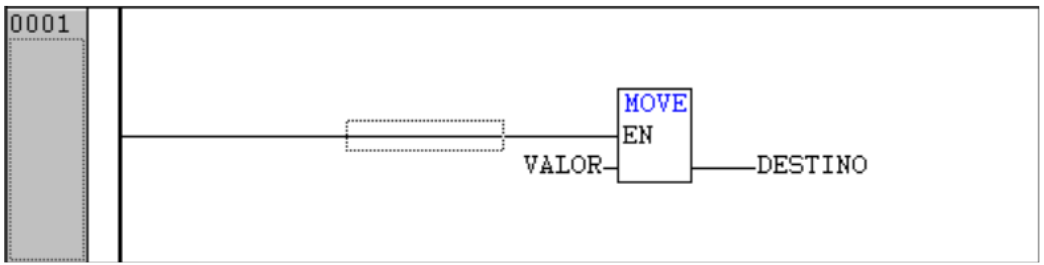 0001
MOVE
EN
VALOR
DESTINO